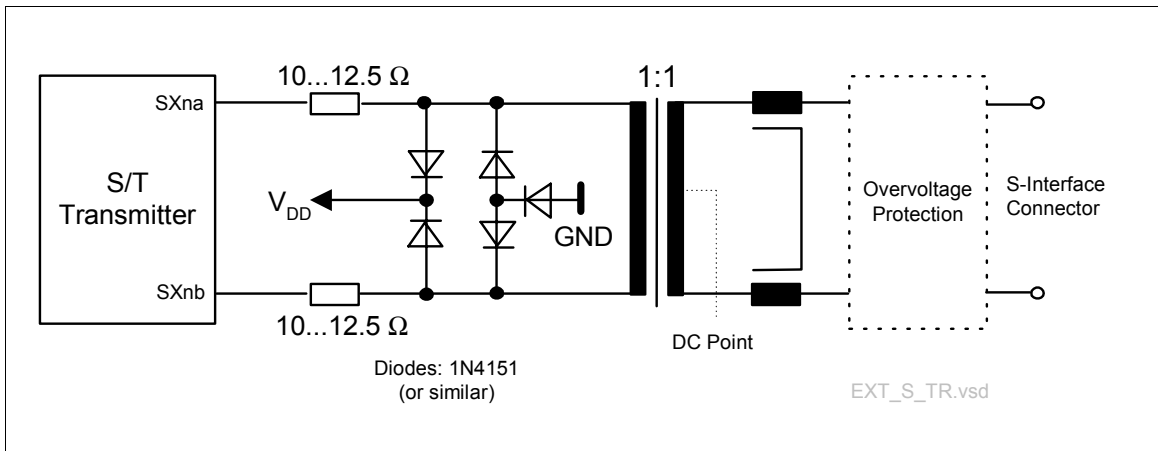 10...12.5 Ω
1:1
SXna
S/T
Transmitter
V_DD
GND
Overvoltage
Protection
S-Interface
Connector
SXnb
10...12.5 Ω
DC Point
Diodes: 1N4151
(or similar)
EXT_S_TR.vsd